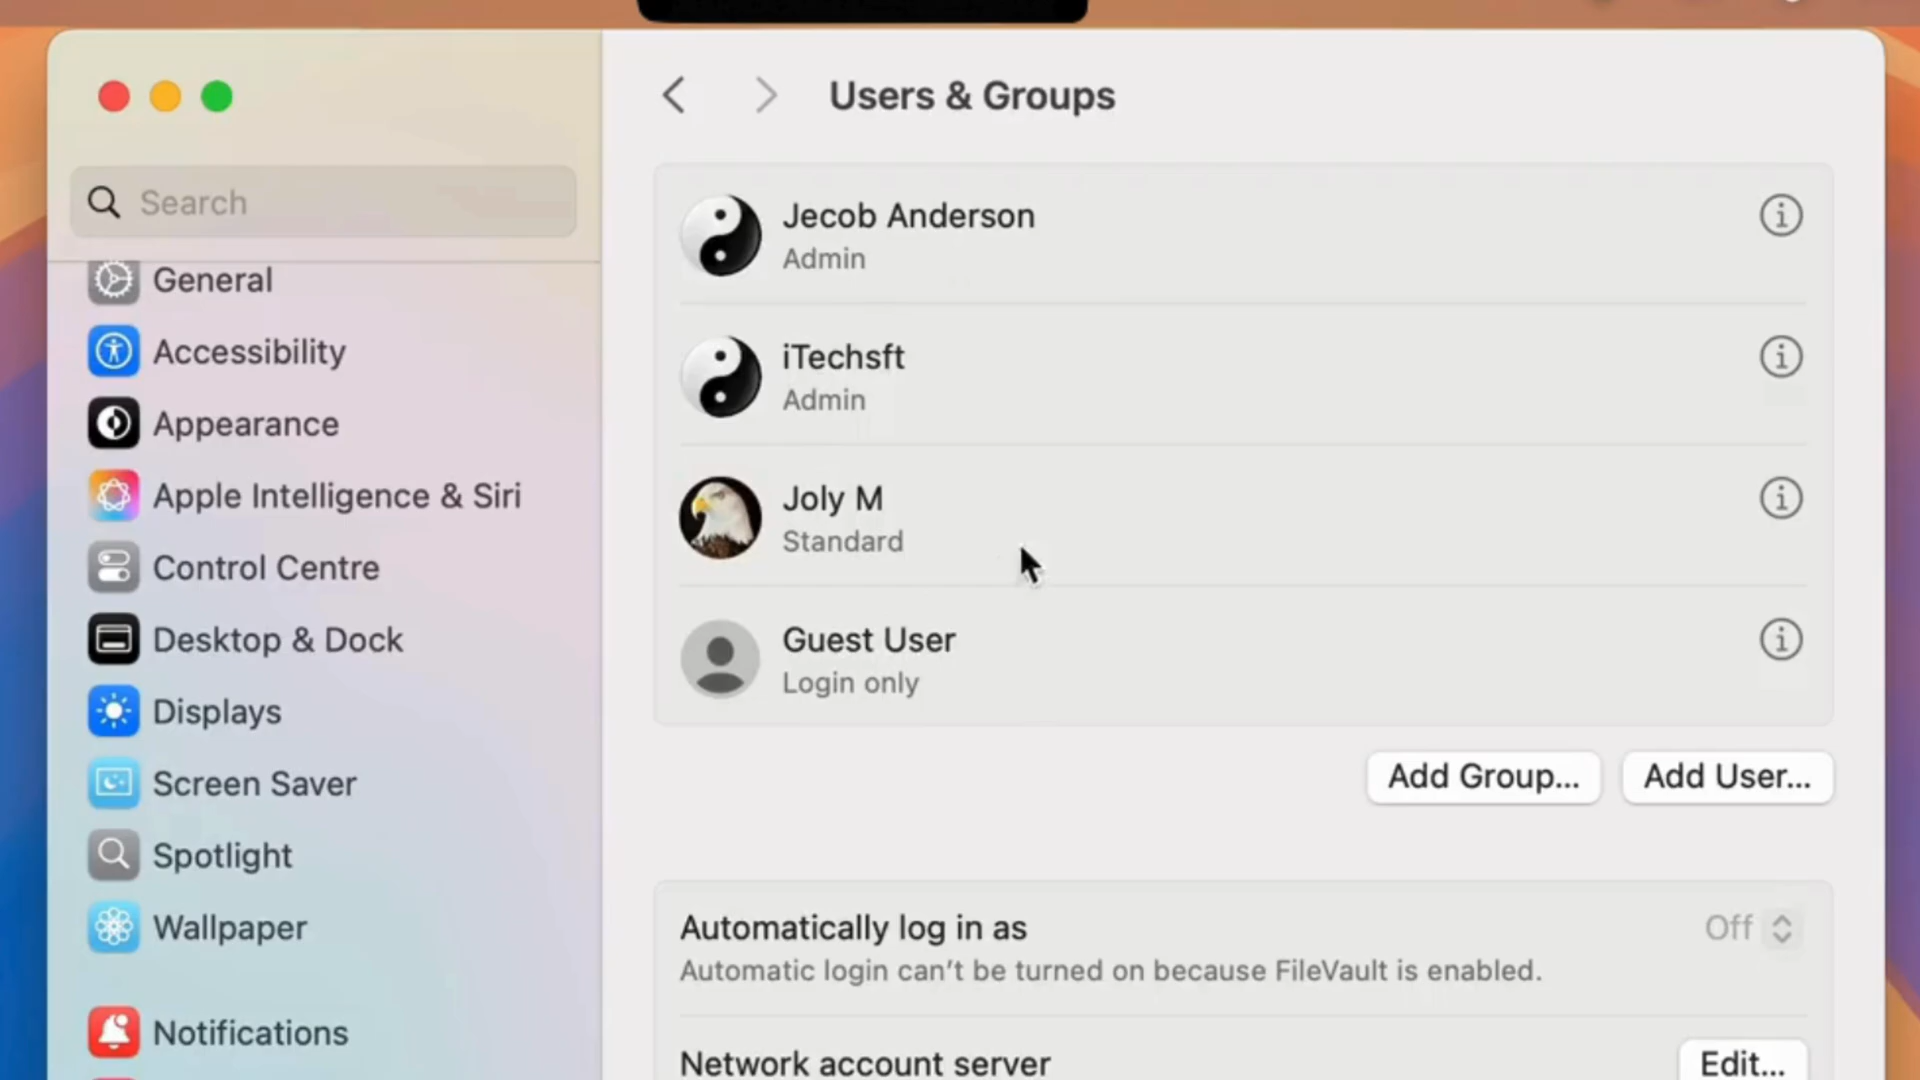 Users & Groups
Search
General
Accessibility
Appearance
Apple Intelligence & Siri
Control Centre
Desktop & Dock
Displays
Screen Saver
Spotlight
Wallpaper
Notifications
Jecob Anderson
Admin
iTechsft
Admin
Joly M
Standard
Guest User
Login only
Add Group...
Add User...
Automatically log in as
Off
Automatic login can't be turned on because FileVault is enabled.
Network account server
Edit...